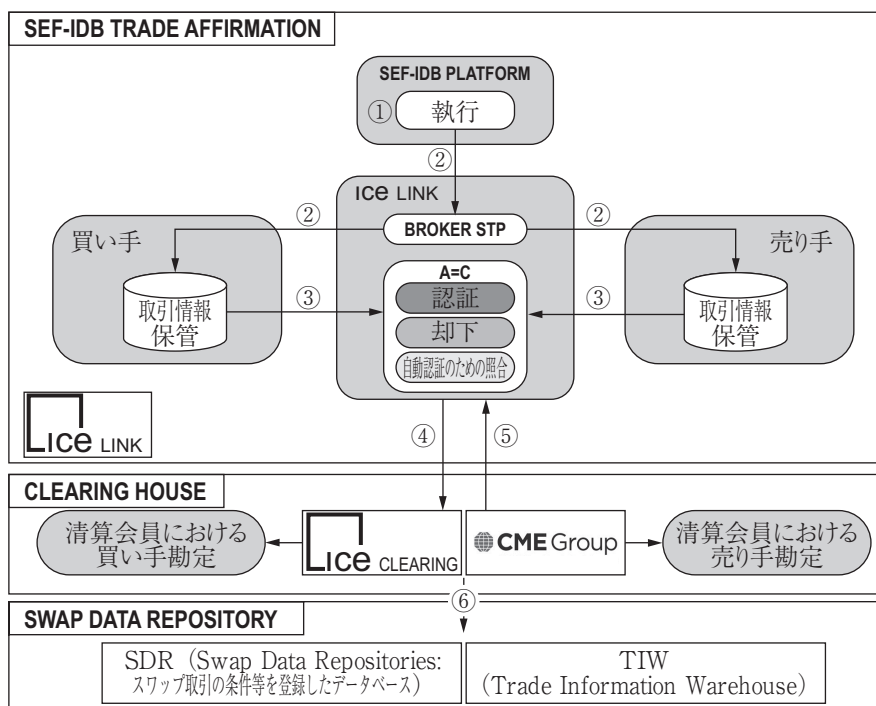 SEF-IDB TRADE AFFIRMATION
SEF-IDB PLATFORM
①
執行
②
ice LINK
②
BROKER STP
②
買い手
売り手
取引情報
保管
③
A=C
認証
却下
自動認証のための照合
③
取引情報
保管
ice LINK
④
⑤
CLEARING HOUSE
清算会員における
買い手勘定
ice CLEARING
CME Group
清算会員における
売り手勘定
⑥
SWAP DATA REPOSITORY
SDR（Swap Data Repositories:
スワップ取引の条件等を登録したデータベース）
TIW
（Trade Information Warehouse）